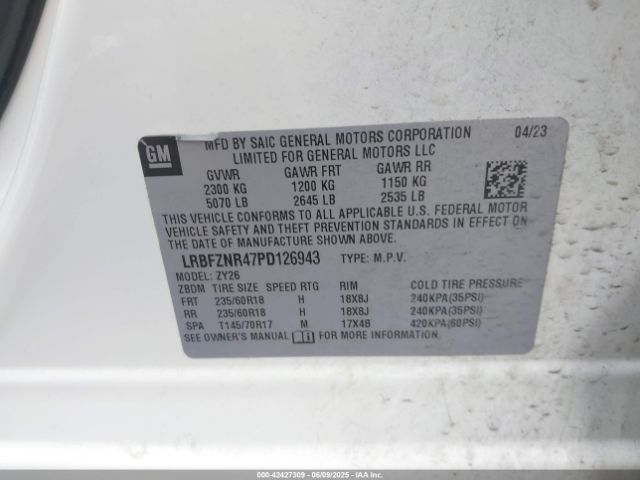 GM
MFD BY SAIC GENERAL MOTORS CORPORATION 04/23
LIMITED FOR GENERAL MOTORS LLC
GVWR GAWR FRT GAWR RR
2300 KG 1200 KG 1150 KG
5070 LB 2645 LB 2535 LB
THIS VEHICLE CONFORMS TO ALL APPLICABLE U.S. FEDERAL MOTOR
VEHICLE SAFETY AND THEFT PREVENTION STANDARDS IN EFFECT ON
THE DATE OF MANUFACTURE SHOWN ABOVE.
LRBFZNR47PD126943 TYPE: M.P.V.
MODEL: ZY26
ZBDM TIRE SIZE SPEED RTG RIM COLD TIRE PRESSURE
FRT 235/60R18 H 18X8J 240KPA(35PSI)
RR 235/60R18 H 18X8J 240KPA(35PSI)
SPA T145/70R17 M 17X4B 420KPA(60PSI)
SEE OWNER'S MANUAL FOR MORE INFORMATION
000-42427309 | 06/09/2025 | IAAI.COM